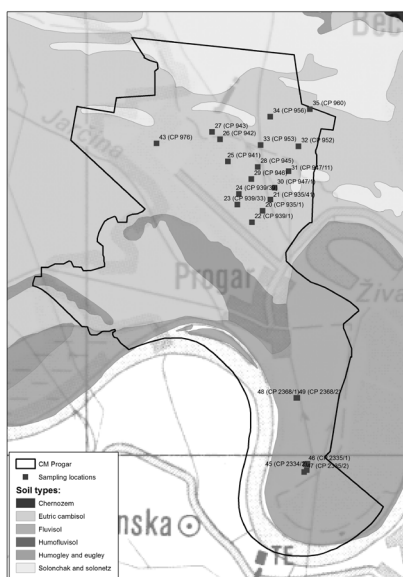 Bec
35 (CP 960)
34 (CP 956)
27 (CP 943)
26 (CP 942)
43 (CP 976)
33 (CP 953)
32 (CP 952)
Jarčina
25 (CP 941)
28 (CP 945)
31 (CP 947/11)
29 (CP 946)
30 (CP 947/1)
24 (CP 939/38)
21 (CP 935/41)
23 (CP 939/33)
20 (CP 935/1)
22 (CP 939/1)
Progar
Živa
48 (CP 2368/1)
49 (CP 2368/2)
46 (CP 2335/1)
45 (CP 2334/2)
47 (CP 2335/2)
CM Progar
Sampling locations
Soil types:
Chernozem
Eutric cambisol
Fluvisol
Humofluvisol
Humogley and eugley
Solonchak and solonetz
nska
TE